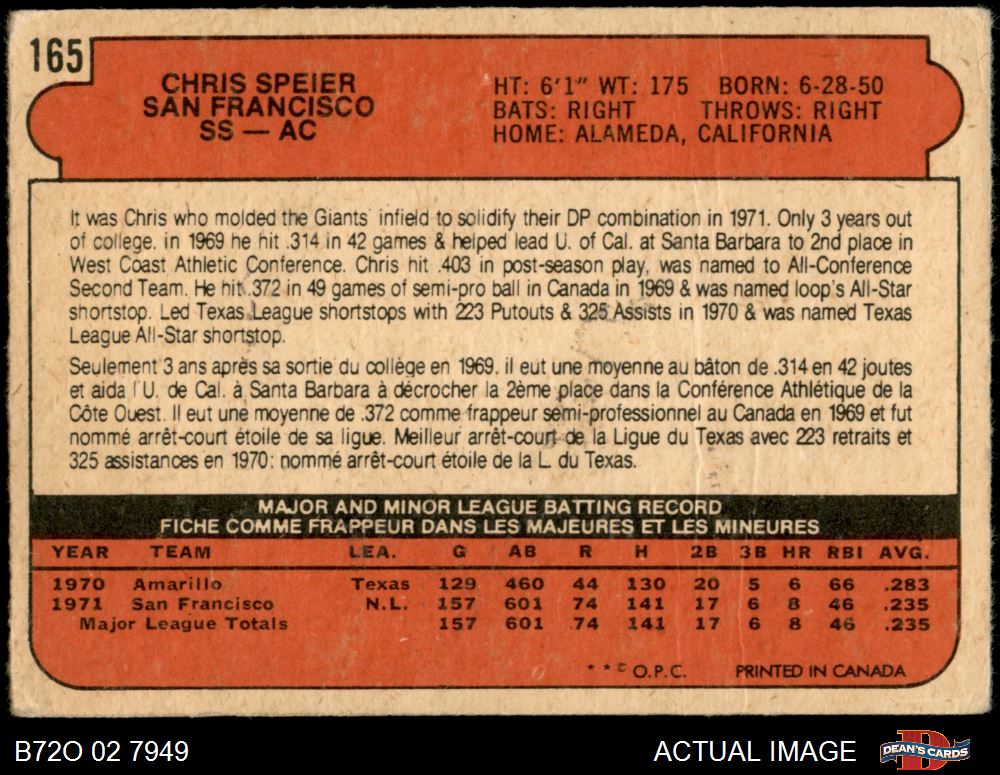 165
CHRIS SPEIER
SAN FRANCISCO
SS — AC
HT: 6'1" WT: 175 BORN: 6-28-50
BATS: RIGHT THROWS: RIGHT
HOME: ALAMEDA, CALIFORNIA
It was Chris who molded the Giants' infield to solidify their DP combination in 1971. Only 3 years out
of college, in 1969 he hit .314 in 42 games & helped lead U. of Cal. at Santa Barbara to 2nd place in
West Coast Athletic Conference. Chris hit .403 in post-season play, was named to All-Conference
Second Team. He hit .372 in 49 games of semi-pro ball in Canada in 1969 & was named loop's All-Star
shortstop. Led Texas League shortstops with 223 Putouts & 325 Assists in 1970 & was named Texas
League All-Star shortstop.
Seulement 3 ans après sa sortie du collège en 1969, il eut une moyenne au bâton de .314 en 42 joutes
et aida l'U. de Cal. à Santa Barbara à décrocher la 2ème place dans la Conférence Athlétique de la
Côte Ouest. Il eut une moyenne de .372 comme frappeur semi-professionnel au Canada en 1969 et fut
nommé arrêt-court étoile de sa ligue. Meilleur arrêt-court de la Ligue du Texas avec 223 retraits et
325 assistances en 1970: nommé arrêt-court étoile de la L. du Texas.
MAJOR AND MINOR LEAGUE BATTING RECORD
FICHE COMME FRAPPEUR DANS LES MAJEURES ET LES MINEURES
YEAR TEAM LEA. G AB R H 2B 3B HR RBI AVG.
1970 Amarillo Texas 129 460 44 130 20 5 6 66 .283
1971 San Francisco N.L. 157 601 74 141 17 6 8 46 .235
Major League Totals 157 601 74 141 17 6 8 46 .235
* * © O.P.C. PRINTED IN CANADA
B72O 02 7949
ACTUAL IMAGE
DEAN'S CARDS